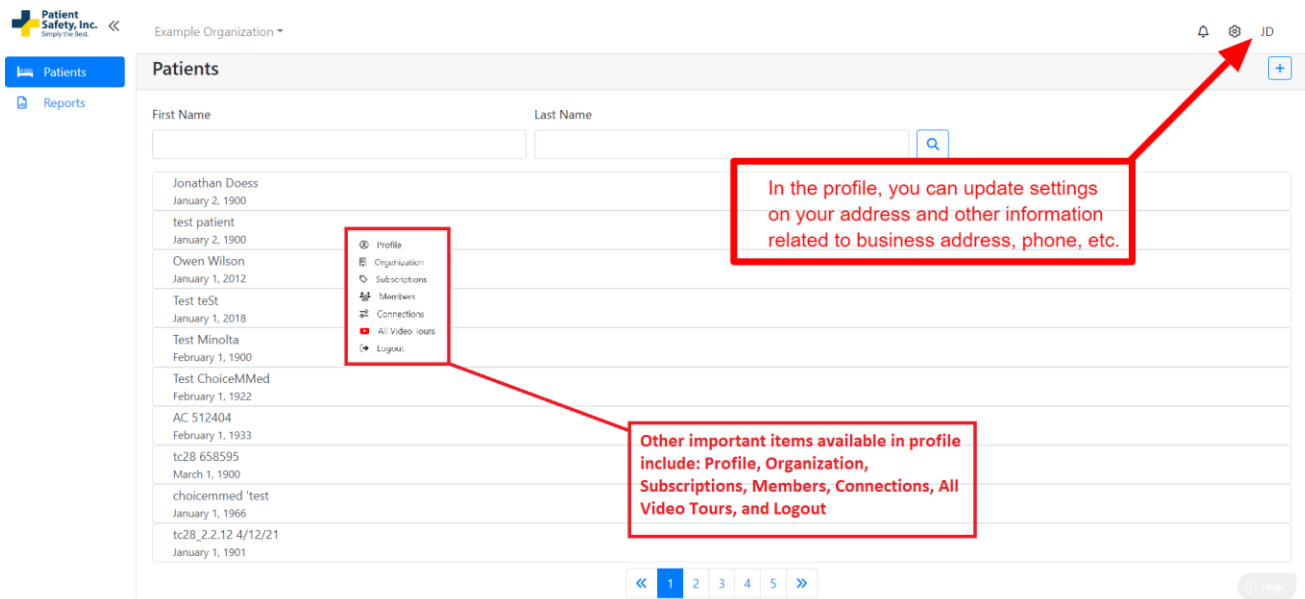 Patient
Safety, Inc.
Simply the Best.
Example Organization
JD
Patients
Reports
Patients
+
First Name
Last Name
Jonathan Doess
January 2, 1900
test patient
January 2, 1900
Owen Wilson
January 1, 2012
Test teSt
January 1, 2018
Test Minolta
February 1, 1900
Test ChoiceMMed
February 1, 1922
AC 512404
February 1, 1933
tc28 658595
March 1, 1900
choicemmed 'test
January 1, 1966
tc28_2.2.12 4/12/21
January 1, 1901
Profile
Organization
Subscriptions
Members
Connections
All Video Tours
Logout
In the profile, you can update settings
on your address and other information
related to business address, phone, etc.
Other important items available in profile
include: Profile, Organization,
Subscriptions, Members, Connections, All
Video Tours, and Logout
« 1 2 3 4 5 »
Help